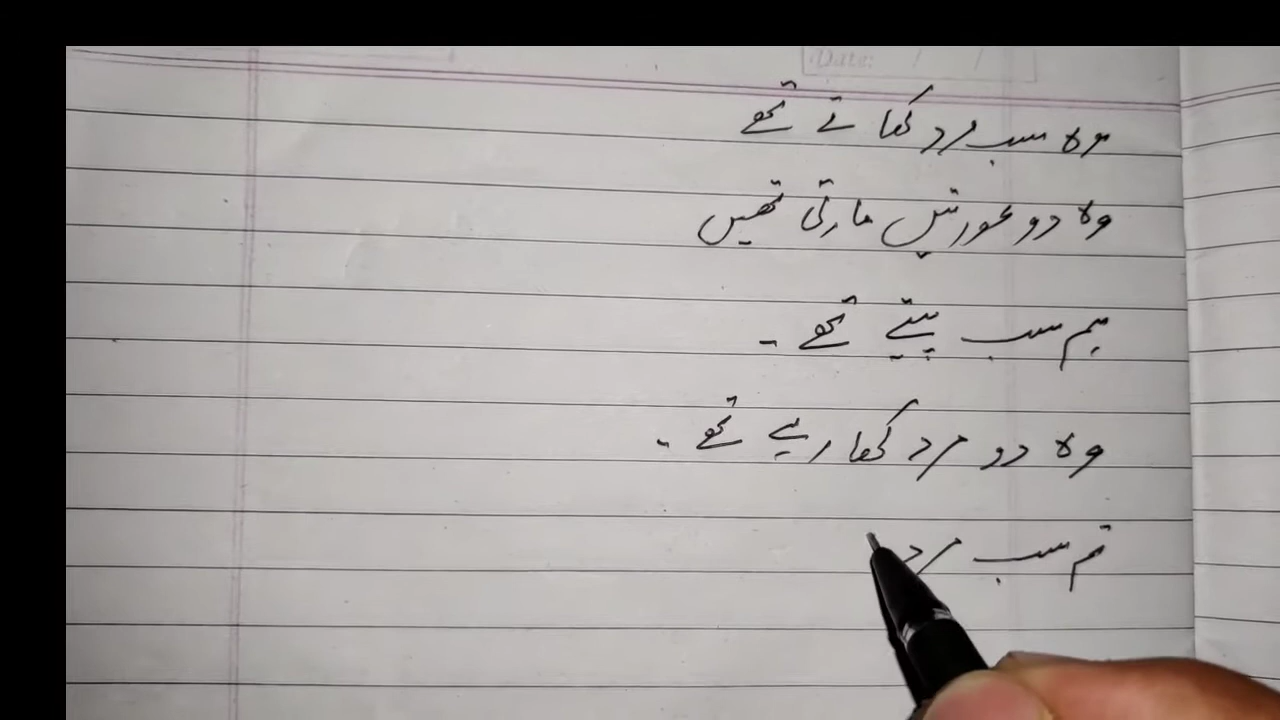 Date: / /
وہ سب مرد کھاتے تھے
وہ دو عورتیں مارتی تھیں
ہم سب پیتے تھے ۔
وہ دو مرد کھا رہے تھے ۔
تم سب مرد